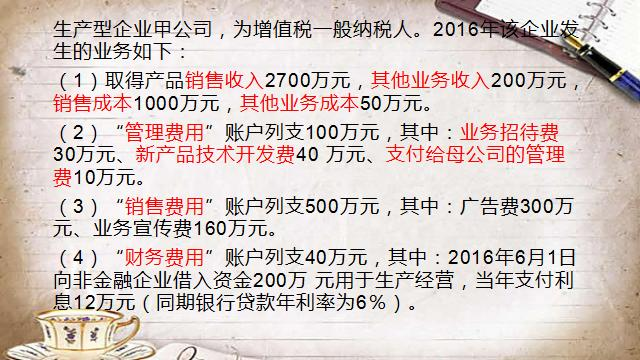 生产型企业甲公司，为增值税一般纳税人。2016年该企业发
生的业务如下：
（1）取得产品销售收入2700万元，其他业务收入200万元，
销售成本1000万元，其他业务成本50万元。
（2）“管理费用”账户列支100万元，其中：业务招待费
30万元、新产品技术开发费40 万元、支付给母公司的管理
费10万元。
（3）“销售费用”账户列支500万元，其中：广告费300万
元、业务宣传费160万元。
（4）“财务费用”账户列支40万元，其中：2016年6月1日
向非金融企业借入资金200万 元用于生产经营，当年支付利
息12万元（同期银行贷款年利率为6％）。